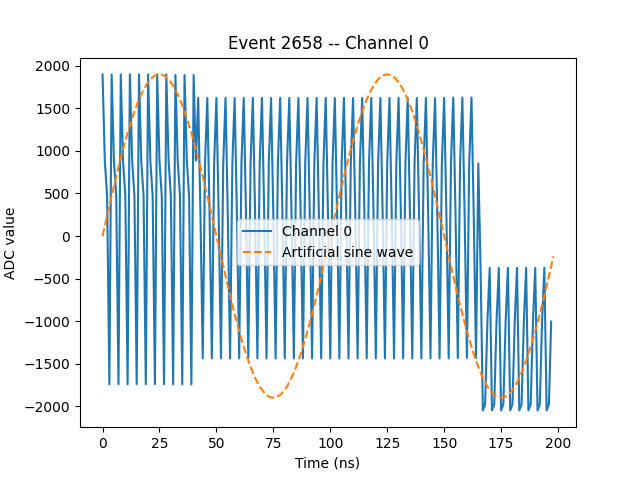 Event 2658 -- Channel 0
ADC value
2000
1500
1000
500
0
−500
−1000
−1500
−2000
Channel 0
Artificial sine wave
0 25 50 75 100 125 150 175 200
Time (ns)